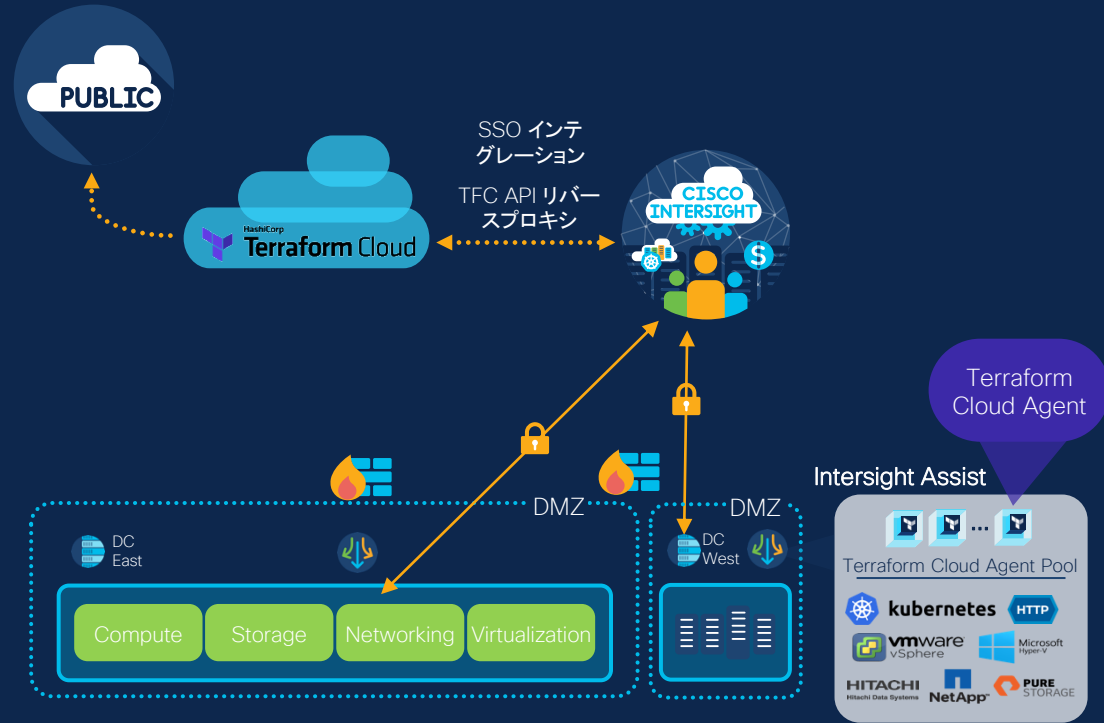 PUBLIC
SSO インテ
グレーション
TFC API リバー
スプロキシ
HashiCorp
Terraform Cloud
CISCO
INTERSIGHT
$
Terraform
Cloud Agent
Intersight Assist
DMZ
DMZ
DC
East
DC
West
...
Terraform Cloud Agent Pool
Compute
Storage
Networking
Virtualization
kubernetes
HTTP
vmware
vSphere
Microsoft
Hyper-V
HITACHI
Hitachi Data Systems
NetApp™
PURE
STORAGE